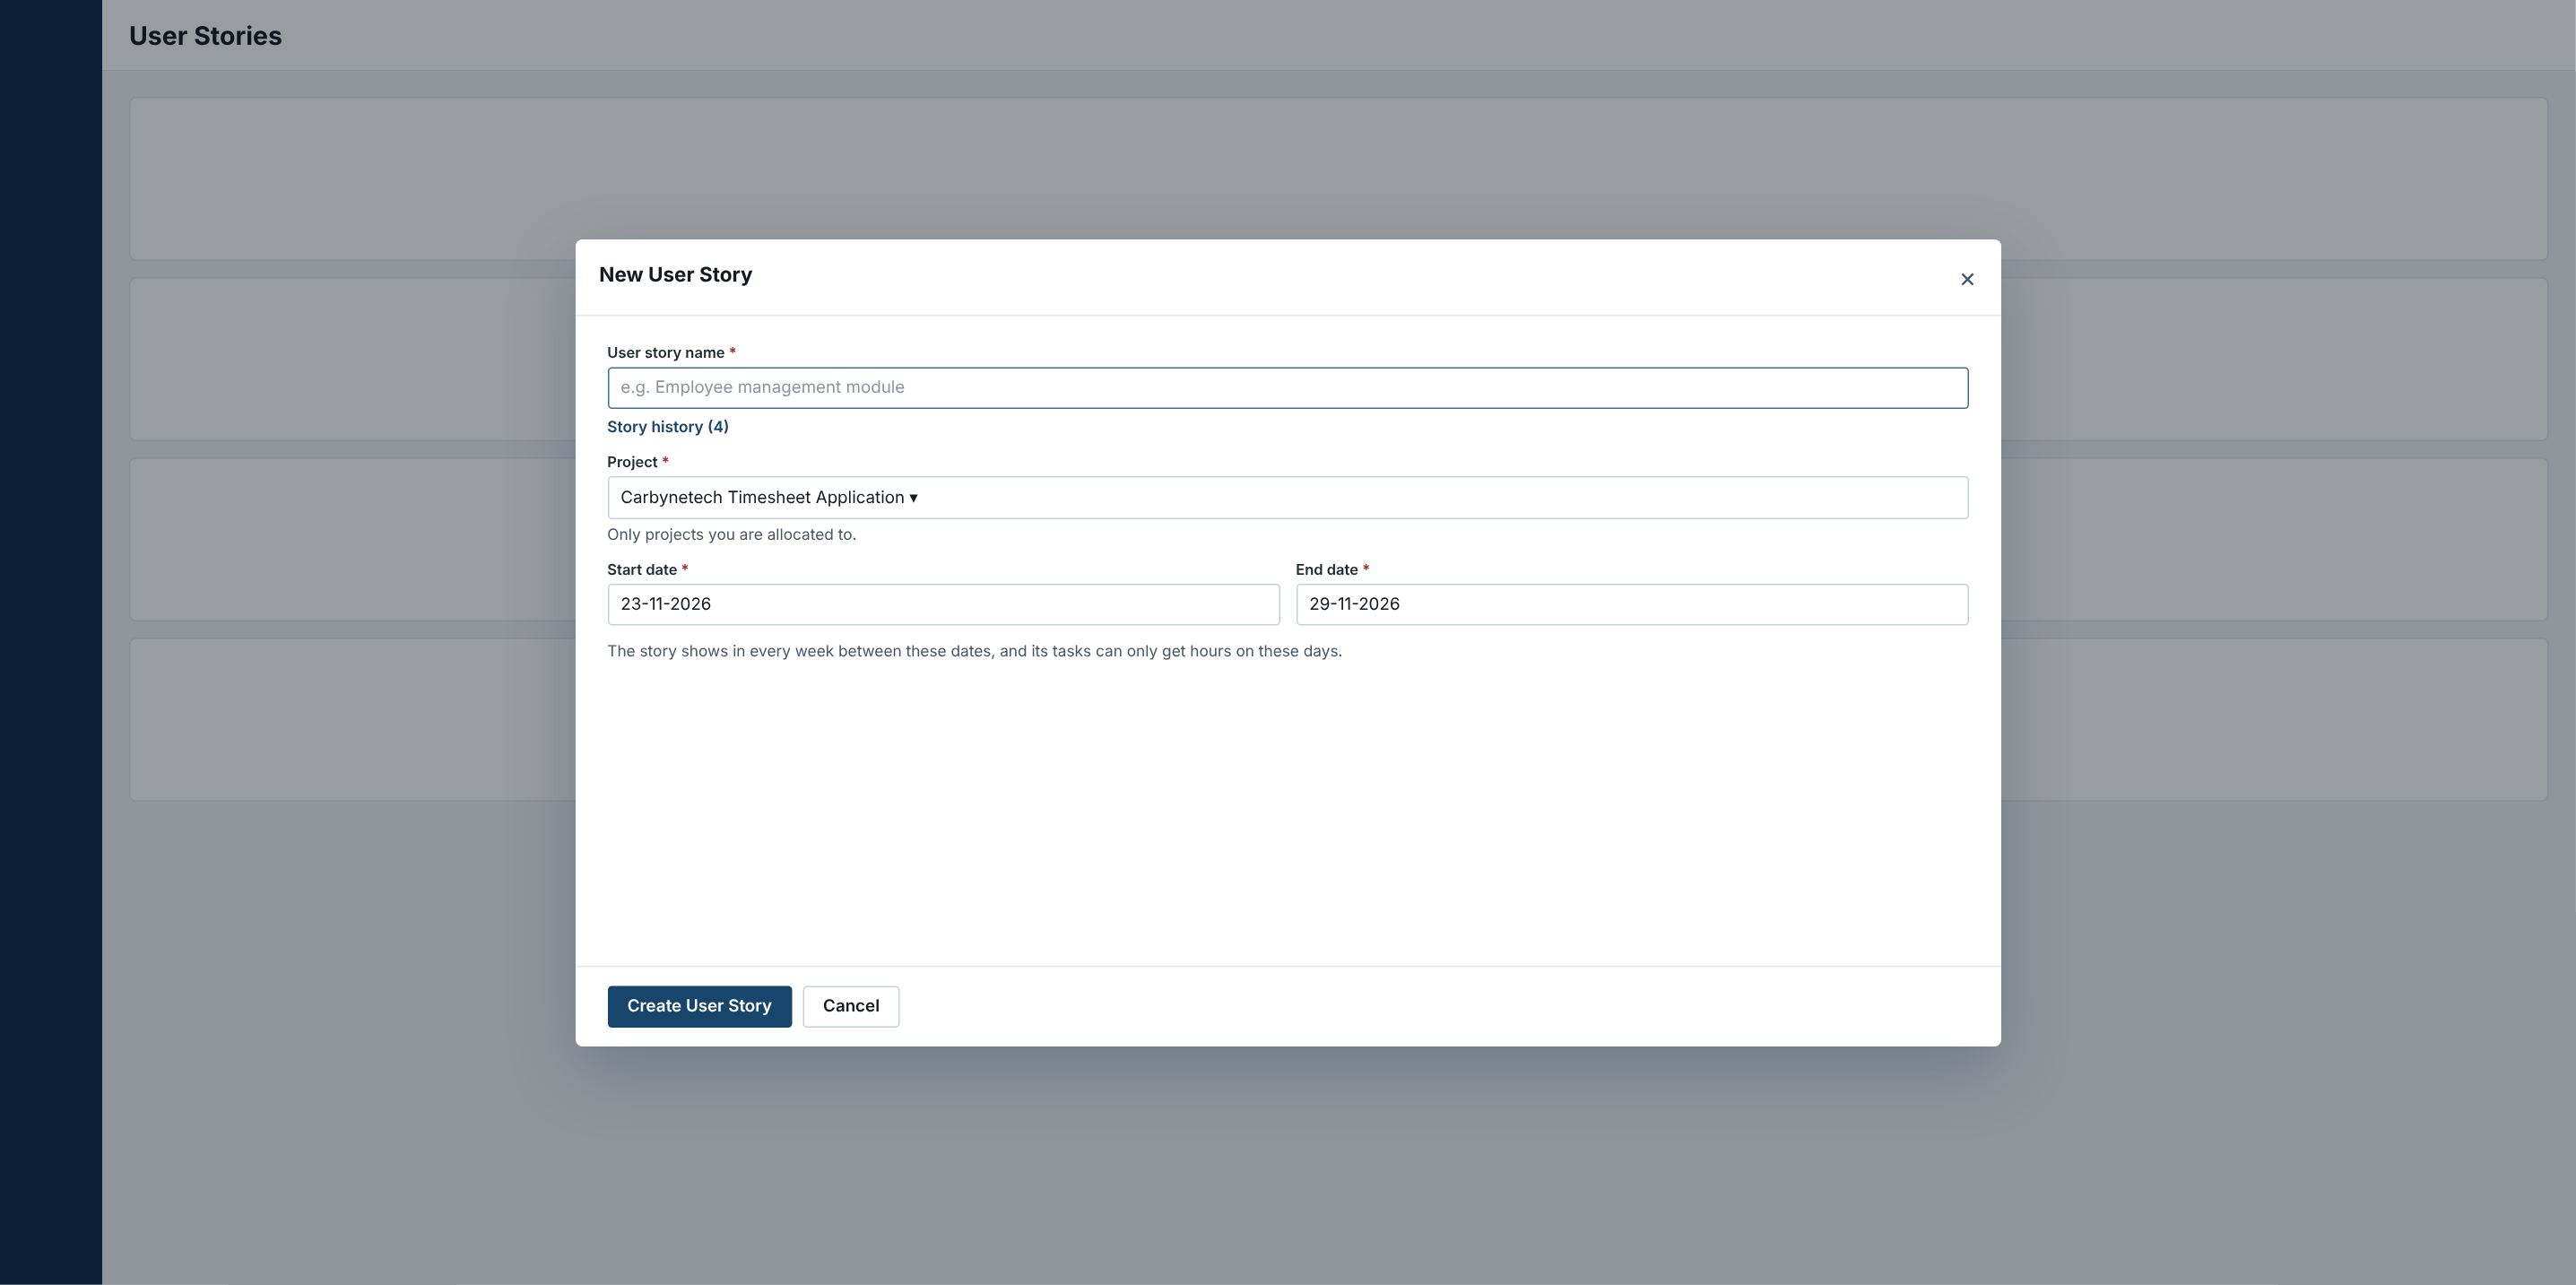 User Stories
New User Story
×
User story name *
e.g. Employee management module
Story history (4)
Project *
Carbynetech Timesheet Application ▾
Only projects you are allocated to.
Start date *
End date *
23-11-2026
29-11-2026
The story shows in every week between these dates, and its tasks can only get hours on these days.
Create User Story
Cancel